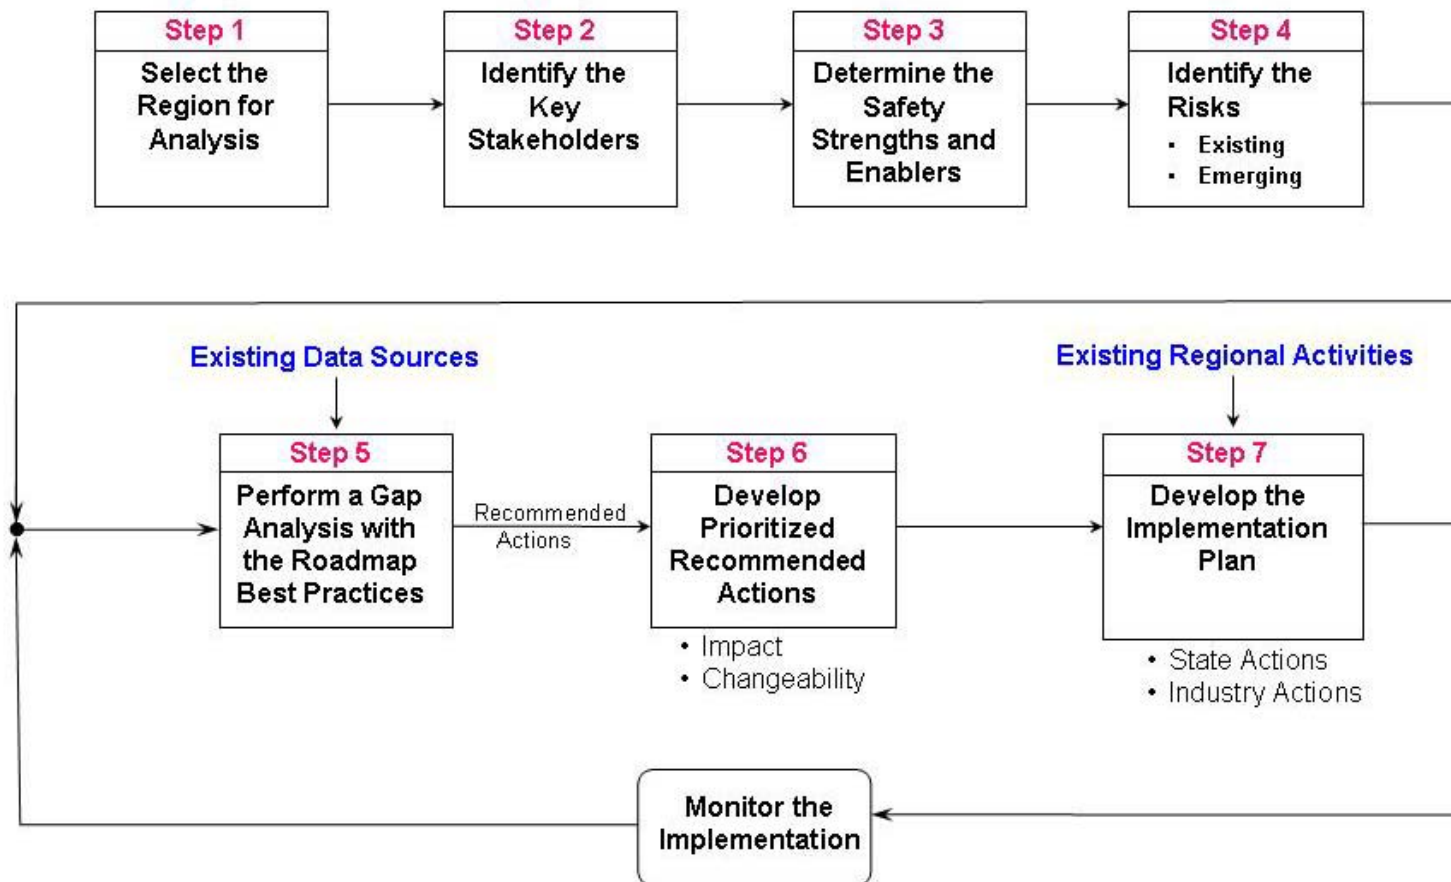 Step 1
Select the
Region for
Analysis
Step 2
Identify the
Key
Stakeholders
Step 3
Determine the
Safety
Strengths and
Enablers
Step 4
Identify the
Risks
▪ Existing
▪ Emerging
Existing Data Sources
Existing Regional Activities
Step 5
Perform a Gap
Analysis with
the Roadmap
Best Practices
Recommended
Actions
Step 6
Develop
Prioritized
Recommended
Actions
• Impact
• Changeability
Step 7
Develop the
Implementation
Plan
• State Actions
• Industry Actions
Monitor the
Implementation